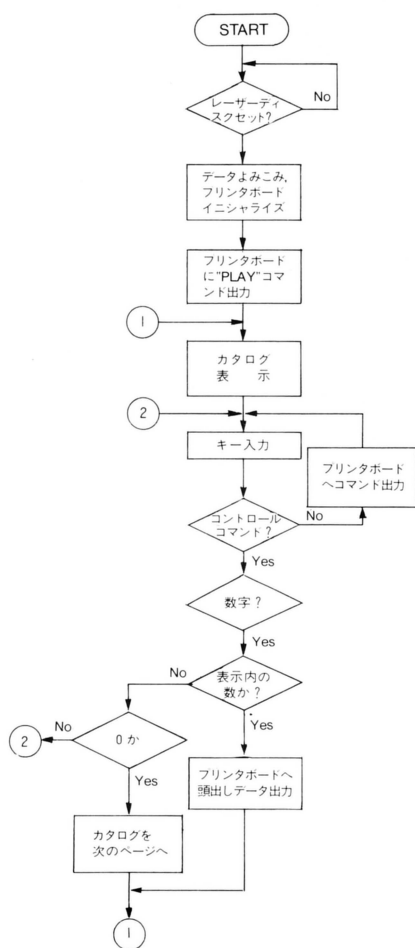 START
レーザーディ
スクセット?
No
データよみこみ,
プリンタボード
イニシャライズ
プリンタボード
に"PLAY"コマ
ンド出力
1
カタログ
表 示
2
キー入力
プリンタボード
へコマンド出力
コントロール
コマンド?
No
Yes
数字?
Yes
表示内の
数か?
No
Yes
0か
No
2
Yes
プリンタボードへ
頭出しデータ出力
カタログを
次のページへ
1